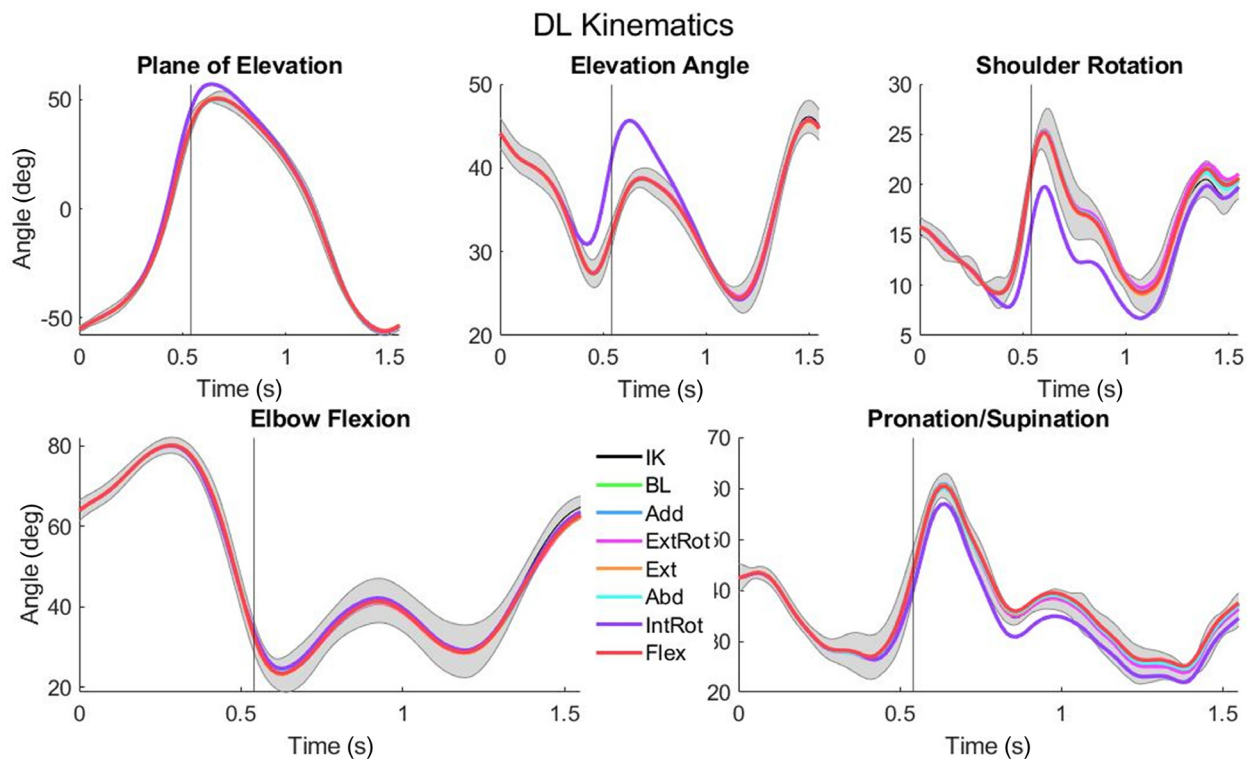 DL Kinematics
Plane of Elevation
Elevation Angle
Shoulder Rotation
Angle (deg)
50
0
-50
0
0.5
1
1.5
Time (s)
50
40
30
20
0
0.5
1
1.5
Time (s)
30
25
20
15
10
5
0
0.5
1
1.5
Time (s)
Elbow Flexion
Pronation/Supination
Angle (deg)
80
60
40
20
0
0.5
1
1.5
Time (s)
IK
BL
Add
ExtRot
Ext
Abd
IntRot
Flex
70
60
50
40
30
20
0
0.5
1
1.5
Time (s)